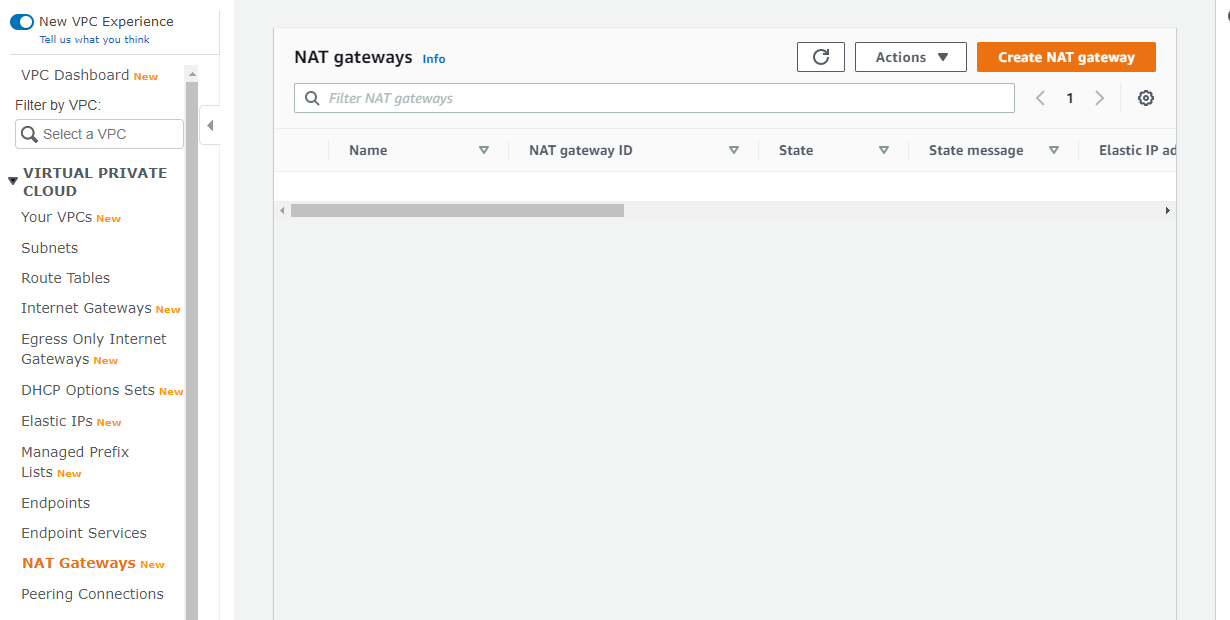 New VPC Experience
Tell us what you think
VPC Dashboard New
Filter by VPC:
Select a VPC
VIRTUAL PRIVATE
CLOUD
Your VPCs New
Subnets
Route Tables
Internet Gateways New
Egress Only Internet
Gateways New
DHCP Options Sets New
Elastic IPs New
Managed Prefix
Lists New
Endpoints
Endpoint Services
NAT Gateways New
Peering Connections
NAT gateways Info
Actions
Create NAT gateway
Filter NAT gateways
1
Name NAT gateway ID State State message Elastic IP ad